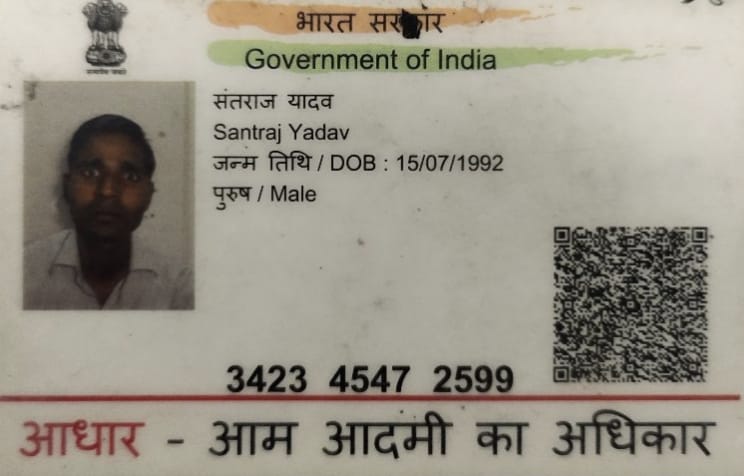 भारत सरकार
Government of India
संतराज यादव
Santraj Yadav
जन्म तिथि / DOB : 15/07/1992
पुरुष / Male
3423 4547 2599
आधार - आम आदमी का अधिकार